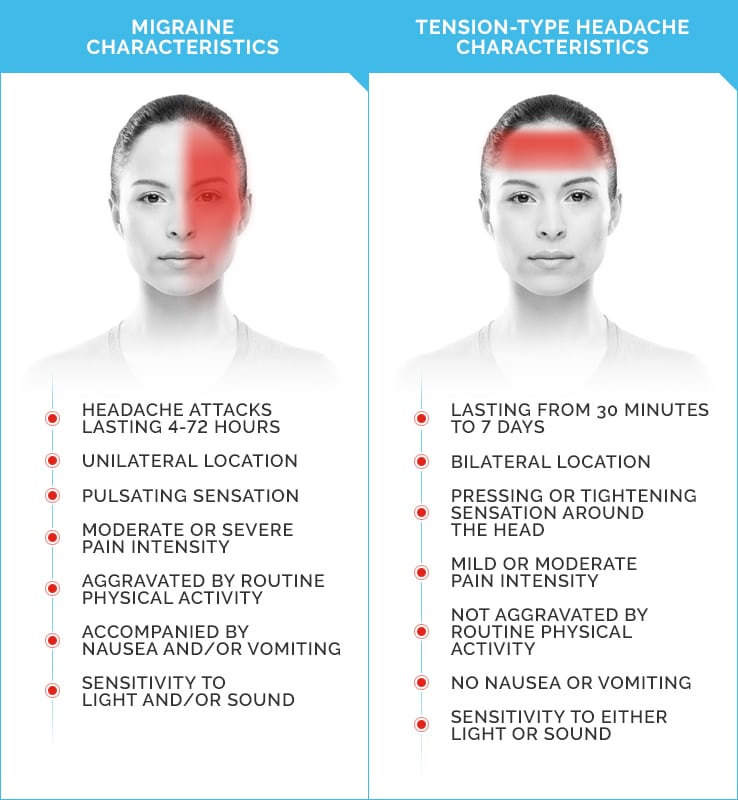 MIGRAINE
CHARACTERISTICS
HEADACHE ATTACKS
LASTING 4-72 HOURS
UNILATERAL LOCATION
PULSATING SENSATION
MODERATE OR SEVERE
PAIN INTENSITY
AGGRAVATED BY ROUTINE
PHYSICAL ACTIVITY
ACCOMPANIED BY
NAUSEA AND/OR VOMITING
SENSITIVITY TO
LIGHT AND/OR SOUND
TENSION-TYPE HEADACHE
CHARACTERISTICS
LASTING FROM 30 MINUTES
TO 7 DAYS
BILATERAL LOCATION
PRESSING OR TIGHTENING
SENSATION AROUND
THE HEAD
MILD OR MODERATE
PAIN INTENSITY
NOT AGGRAVATED BY
ROUTINE PHYSICAL
ACTIVITY
NO NAUSEA OR VOMITING
SENSITIVITY TO EITHER
LIGHT OR SOUND